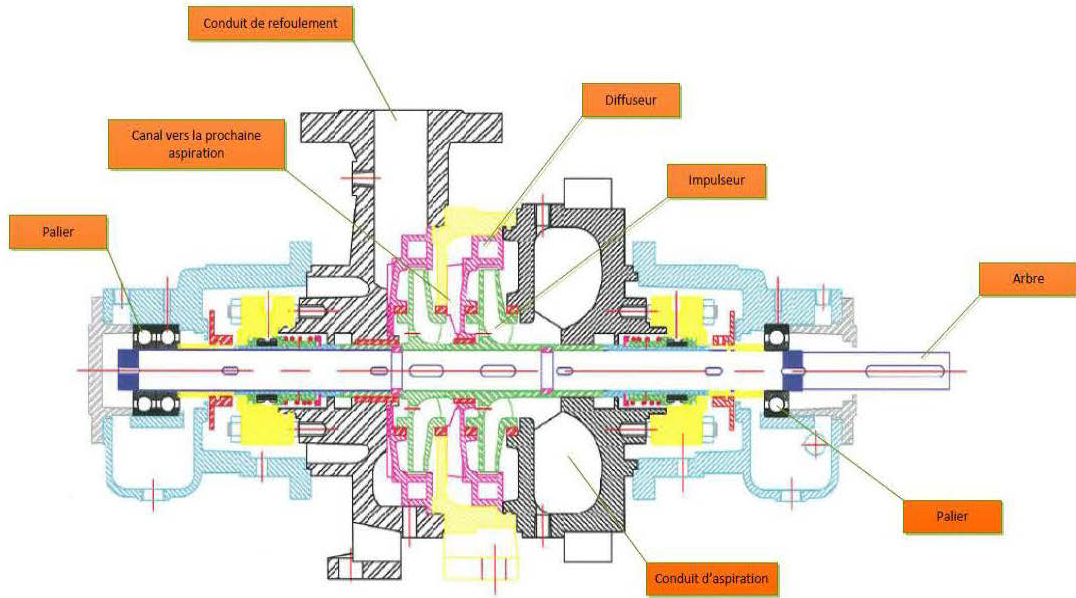 Conduit de refoulement
Diffuseur
Canal vers la prochaine
aspiration
Impulseur
Palier
Arbre
Palier
Conduit d'aspiration